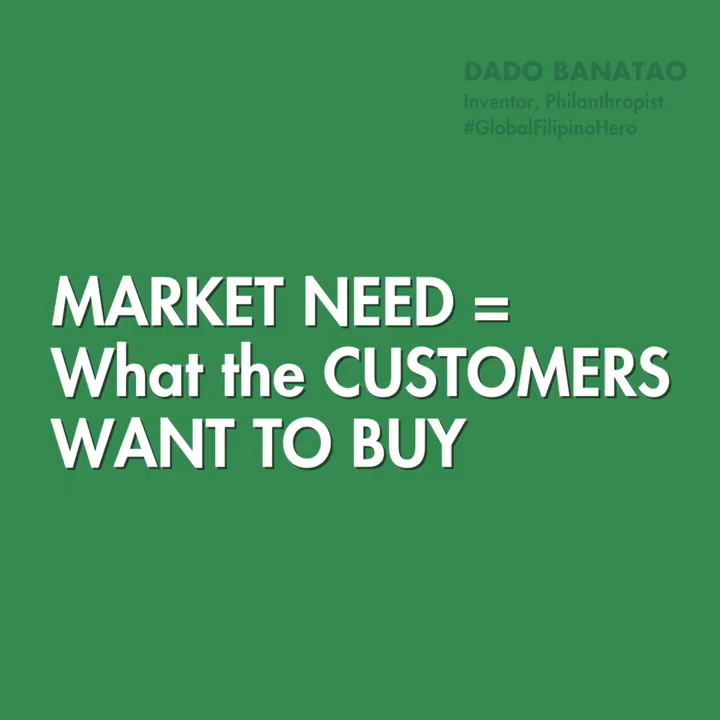 DADO BANATAO
Inventor, Philanthropist
#GlobalFilipinoHero
MARKET NEED =
What the CUSTOMERS
WANT TO BUY